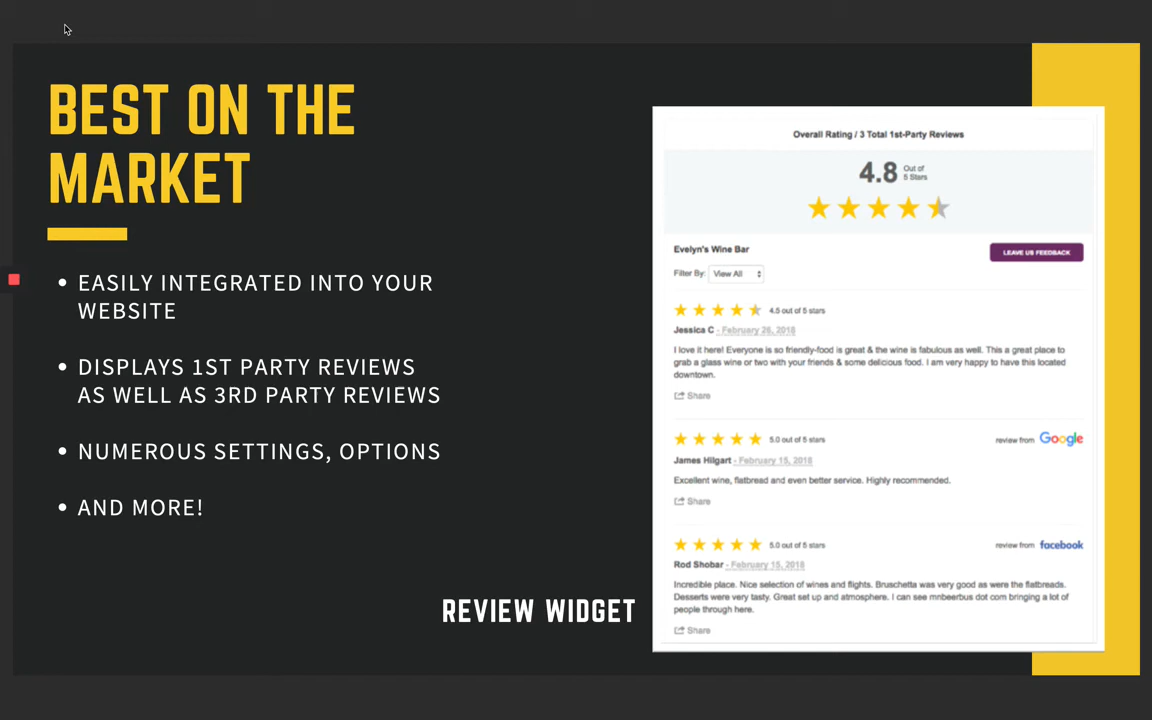 BEST ON THE
MARKET
• EASILY INTEGRATED INTO YOUR
WEBSITE
• DISPLAYS 1ST PARTY REVIEWS
AS WELL AS 3RD PARTY REVIEWS
• NUMEROUS SETTINGS, OPTIONS
• AND MORE!
REVIEW WIDGET
Overall Rating / 3 Total 1st-Party Reviews
4.8 Out of
5 Stars
Evelyn's Wine Bar
LEAVE US FEEDBACK
Filter By: View All
4.5 out of 5 stars
Jessica C - February 26, 2018
I love it here! Everyone is so friendly-food is great & the wine is fabulous as well. This a great place to
grab a glass wine or two with your friends & some delicious food. I am very happy to have this located
downtown.
Share
5.0 out of 5 stars
review from Google
James Hilgart - February 15, 2018
Excellent wine, flatbread and even better service. Highly recommended.
Share
5.0 out of 5 stars
review from facebook
Rod Shobar - February 15, 2018
Incredible place. Nice selection of wines and flights. Bruschetta was very good as were the flatbreads.
Desserts were very tasty. Great set up and atmosphere. I can see mnbeerbus dot com bringing a lot of
people through here.
Share